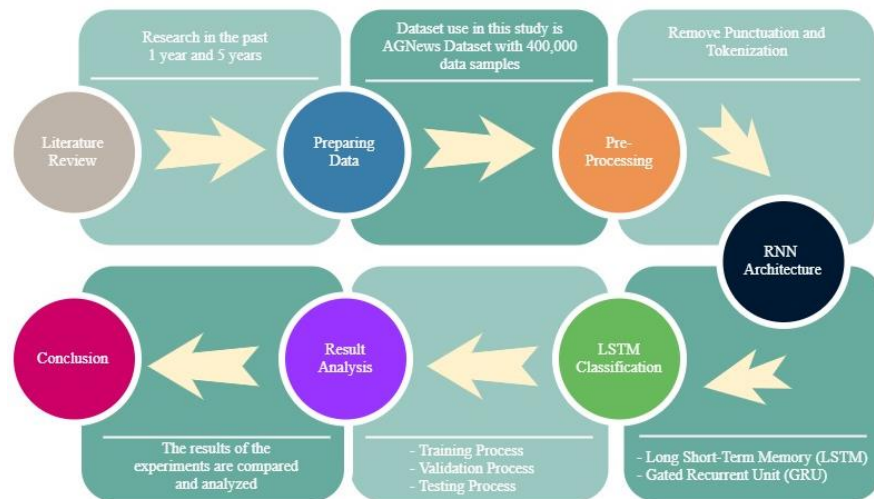 Research in the past
1 year and 5 years
Dataset use in this study is
AGNews Dataset with 400,000
data samples
Remove Punctuation and
Tokenization
Literature
Review
Preparing
Data
Pre-
Processing
RNN
Architecture
Conclusion
Result
Analysis
LSTM
Classification
The results of the
experiments are compared
and analyzed
- Training Process
- Validation Process
- Testing Process
- Long Short-Term Memory (LSTM)
- Gated Recurrent Unit (GRU)